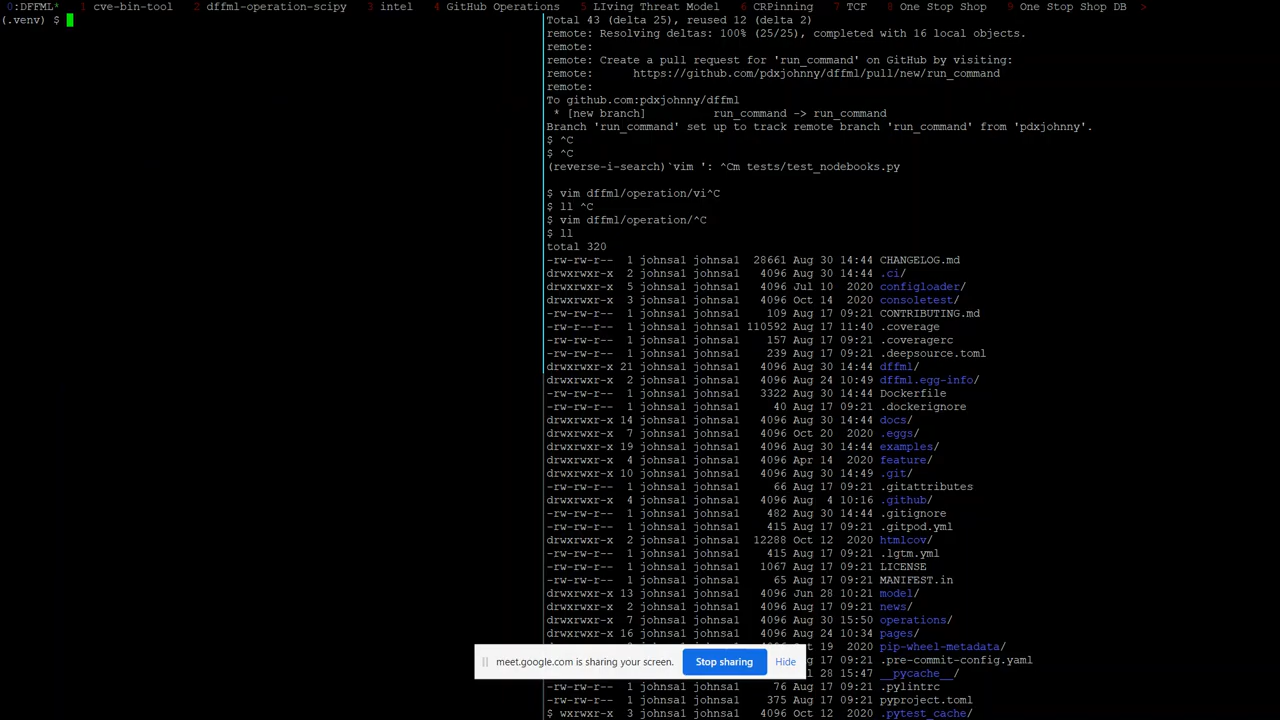 0:DFFML* 1 cve-bin-tool 2 dffml-operation-scipy 3 intel 4 GitHub Operations 5 LIving Threat Model 6 CRPinning 7 TCF 8 One Stop Shop 9 One Stop Shop DB >
(.venv) $
Total 43 (delta 25), reused 12 (delta 2)
remote: Resolving deltas: 100% (25/25), completed with 16 local objects.
remote:
remote: Create a pull request for 'run_command' on GitHub by visiting:
remote:      https://github.com/pdxjohnny/dffml/pull/new/run_command
remote:
To github.com:pdxjohnny/dffml
 * [new branch]        run_command -> run_command
Branch 'run_command' set up to track remote branch 'run_command' from 'pdxjohnny'.
$ ^C
$ ^C
(reverse-i-search)`vim ': ^Cm tests/test_nodebooks.py
$ vim dffml/operation/vi^C
$ ll ^C
$ vim dffml/operation/^C
$ ll
total 320
-rw-rw-r--  1 johnsa1 johnsa1  28661 Aug 30 14:44 CHANGELOG.md
drwxrwxr-x  2 johnsa1 johnsa1   4096 Aug 30 14:44 .ci/
drwxrwxr-x  5 johnsa1 johnsa1   4096 Jul 10  2020 configloader/
drwxrwxr-x  3 johnsa1 johnsa1   4096 Oct 14  2020 consoletest/
-rw-rw-r--  1 johnsa1 johnsa1    109 Aug 17 09:21 CONTRIBUTING.md
-rw-r--r--  1 johnsa1 johnsa1 110592 Aug 17 11:40 .coverage
-rw-rw-r--  1 johnsa1 johnsa1    157 Aug 17 09:21 .coveragerc
-rw-rw-r--  1 johnsa1 johnsa1    239 Aug 17 09:21 .deepsource.toml
drwxrwxr-x 21 johnsa1 johnsa1   4096 Aug 30 14:44 dffml/
drwxrwxr-x  2 johnsa1 johnsa1   4096 Aug 24 10:49 dffml.egg-info/
-rw-rw-r--  1 johnsa1 johnsa1   3322 Aug 30 14:44 Dockerfile
-rw-rw-r--  1 johnsa1 johnsa1     40 Aug 17 09:21 .dockerignore
drwxrwxr-x 14 johnsa1 johnsa1   4096 Aug 30 14:44 docs/
drwxrwxr-x  7 johnsa1 johnsa1   4096 Oct 20  2020 .eggs/
drwxrwxr-x 19 johnsa1 johnsa1   4096 Aug 30 14:44 examples/
drwxrwxr-x  4 johnsa1 johnsa1   4096 Apr 14  2020 feature/
drwxrwxr-x 10 johnsa1 johnsa1   4096 Aug 30 14:44 .git/
-rw-rw-r--  1 johnsa1 johnsa1     66 Aug 17 09:21 .gitattributes
drwxrwxr-x  4 johnsa1 johnsa1   4096 Aug  4 10:16 .github/
-rw-rw-r--  1 johnsa1 johnsa1    482 Aug 30 14:44 .gitignore
-rw-rw-r--  1 johnsa1 johnsa1    415 Aug 17 09:21 .gitpod.yml
drwxrwxr-x  2 johnsa1 johnsa1  12288 Oct 12  2020 htmlcov/
-rw-rw-r--  1 johnsa1 johnsa1    415 Aug 17 09:21 .lgtm.yml
-rw-rw-r--  1 johnsa1 johnsa1   1067 Aug 17 09:21 LICENSE
-rw-rw-r--  1 johnsa1 johnsa1     65 Aug 17 09:21 MANIFEST.in
drwxrwxr-x 13 johnsa1 johnsa1   4096 Jun 28 10:21 model/
drwxrwxr-x  2 johnsa1 johnsa1   4096 Aug 17 09:21 news/
drwxrwxr-x  7 johnsa1 johnsa1   4096 Aug 30 15:50 operations/
drwxrwxr-x 16 johnsa1 johnsa1   4096 Aug 24 10:34 pages/
19  2020 pip-wheel-metadata/
17 09:21 .pre-commit-config.yaml
28 15:47 __pycache__/
-rw-rw-r--  1 johnsa1 johnsa1     76 Aug 17 09:21 .pylintrc
-rw-rw-r--  1 johnsa1 johnsa1    375 Aug 17 09:21 pyproject.toml
$ wxrwxr-x  3 johnsa1 johnsa1   4096 Oct 12  2020 .pytest_cache/
meet.google.com is sharing your screen. Stop sharing Hide